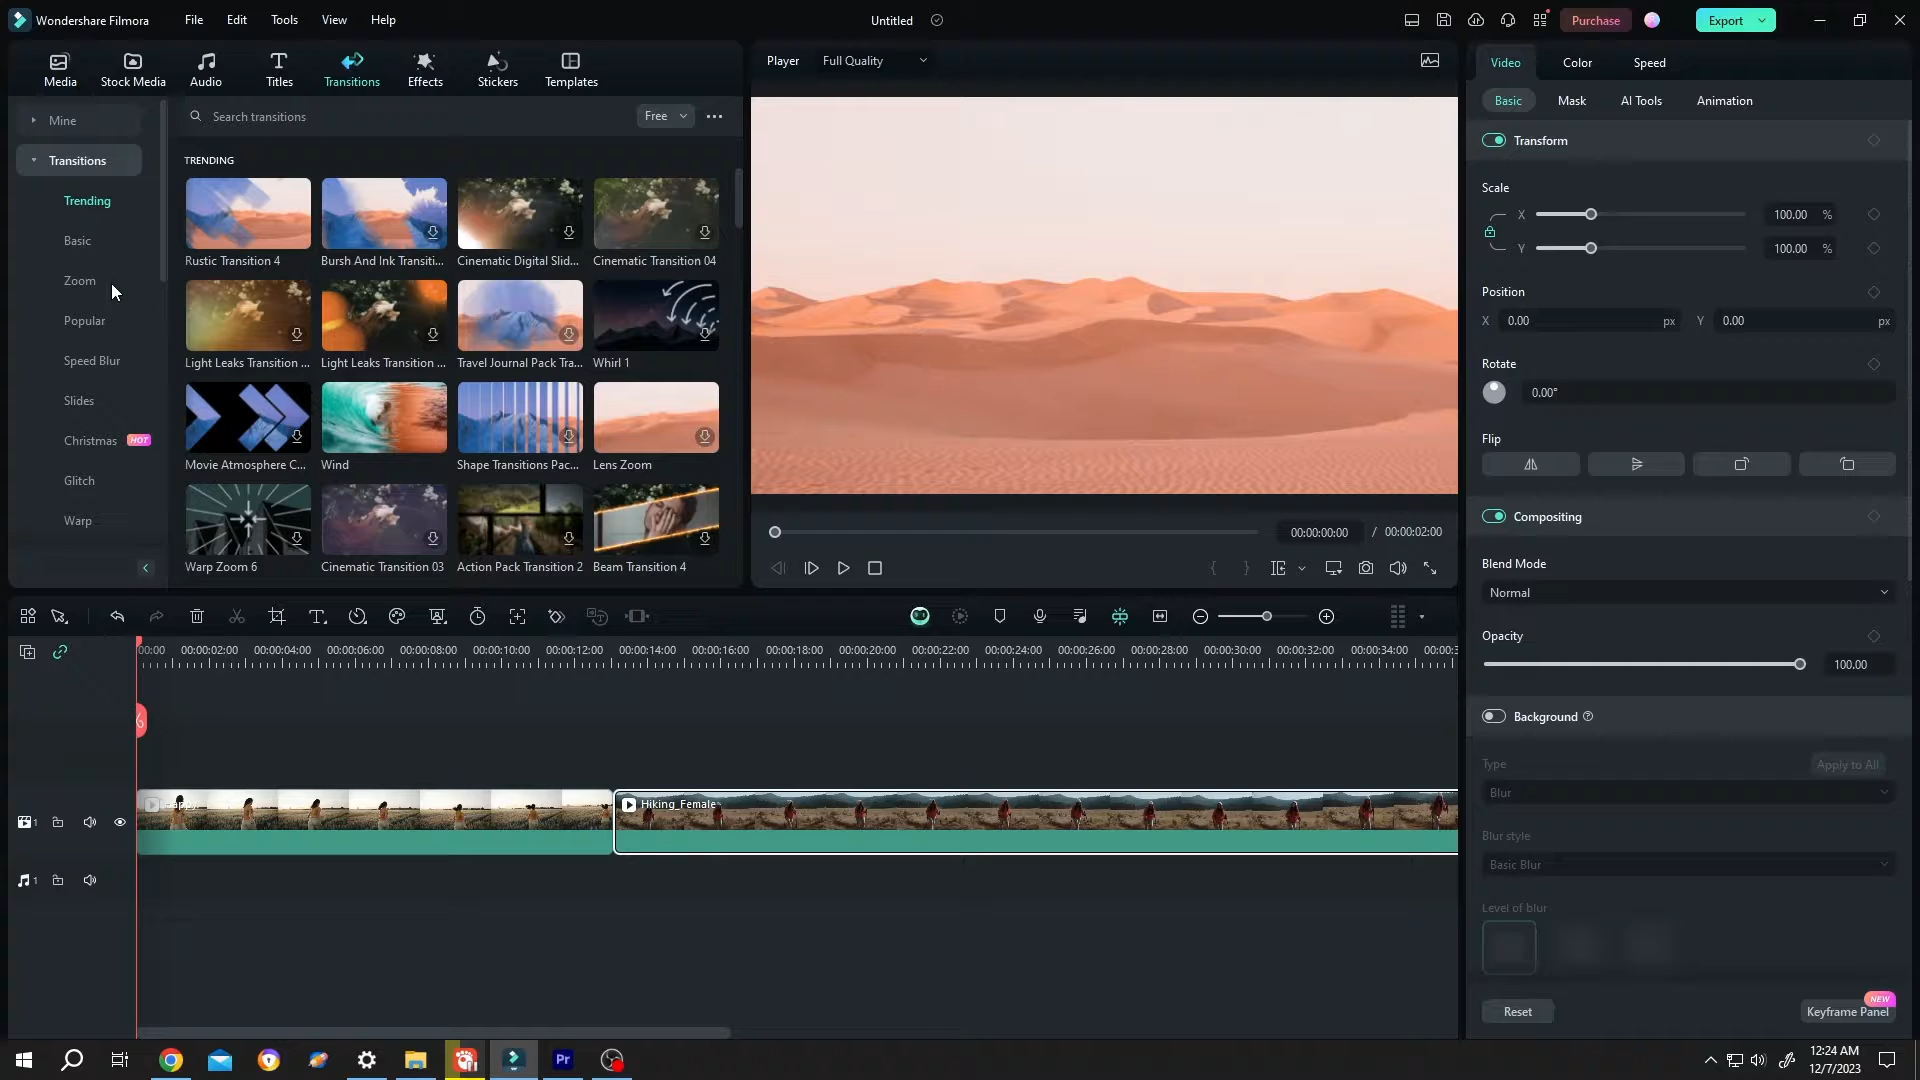 Wondershare Filmora
File
Edit
Tools
View
Help
Untitled
Purchase
Export
Media
Stock Media
Audio
Titles
Transitions
Effects
Stickers
Templates
Player
Full Quality
Video
Color
Speed
Basic
Mask
AI Tools
Animation
Mine
Transitions
Trending
Basic
Zoom
Popular
Speed Blur
Slides
Christmas HOT
Glitch
Warp
Search transitions
Free
TRENDING
Rustic Transition 4
Bursh And Ink Transiti...
Cinematic Digital Slid...
Cinematic Transition 04
Light Leaks Transition ...
Light Leaks Transition ...
Travel Journal Pack Tra...
Whirl 1
Movie Atmosphere C...
Wind
Shape Transitions Pac...
Lens Zoom
Warp Zoom 6
Cinematic Transition 03
Action Pack Transition 2
Beam Transition 4
00:00:00:00 / 00:00:02:00
Transform
Scale
X 100.00 %
Y 100.00 %
Position
X 0.00 px Y 0.00 px
Rotate
0.00°
Flip
Compositing
Blend Mode
Normal
Opacity
100.00
Background
Type
Apply to All
Blur
Blur style
Basic Blur
Level of blur
Reset
NEW
Keyframe Panel
00:00 00:00:02:00 00:00:04:00 00:00:06:00 00:00:08:00 00:00:10:00 00:00:12:00 00:00:14:00 00:00:16:00 00:00:18:00 00:00:20:00 00:00:22:00 00:00:24:00 00:00:26:00 00:00:28:00 00:00:30:00 00:00:32:00 00:00:34:00 00:00:3
Hiking_Female
1
1
Pr
12:24 AM
12/7/2023